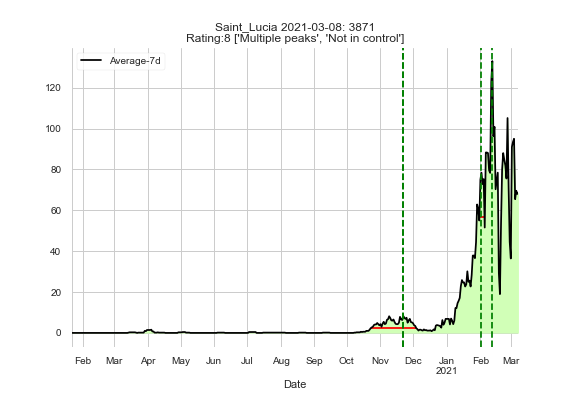 Saint_Lucia 2021-03-08: 3871
Rating:8 ['Multiple peaks', 'Not in control']
Average-7d
120
100
80
60
40
20
0
Feb Mar Apr May Jun Jul Aug Sep Oct Nov Dec Jan Feb Mar
2021
Date